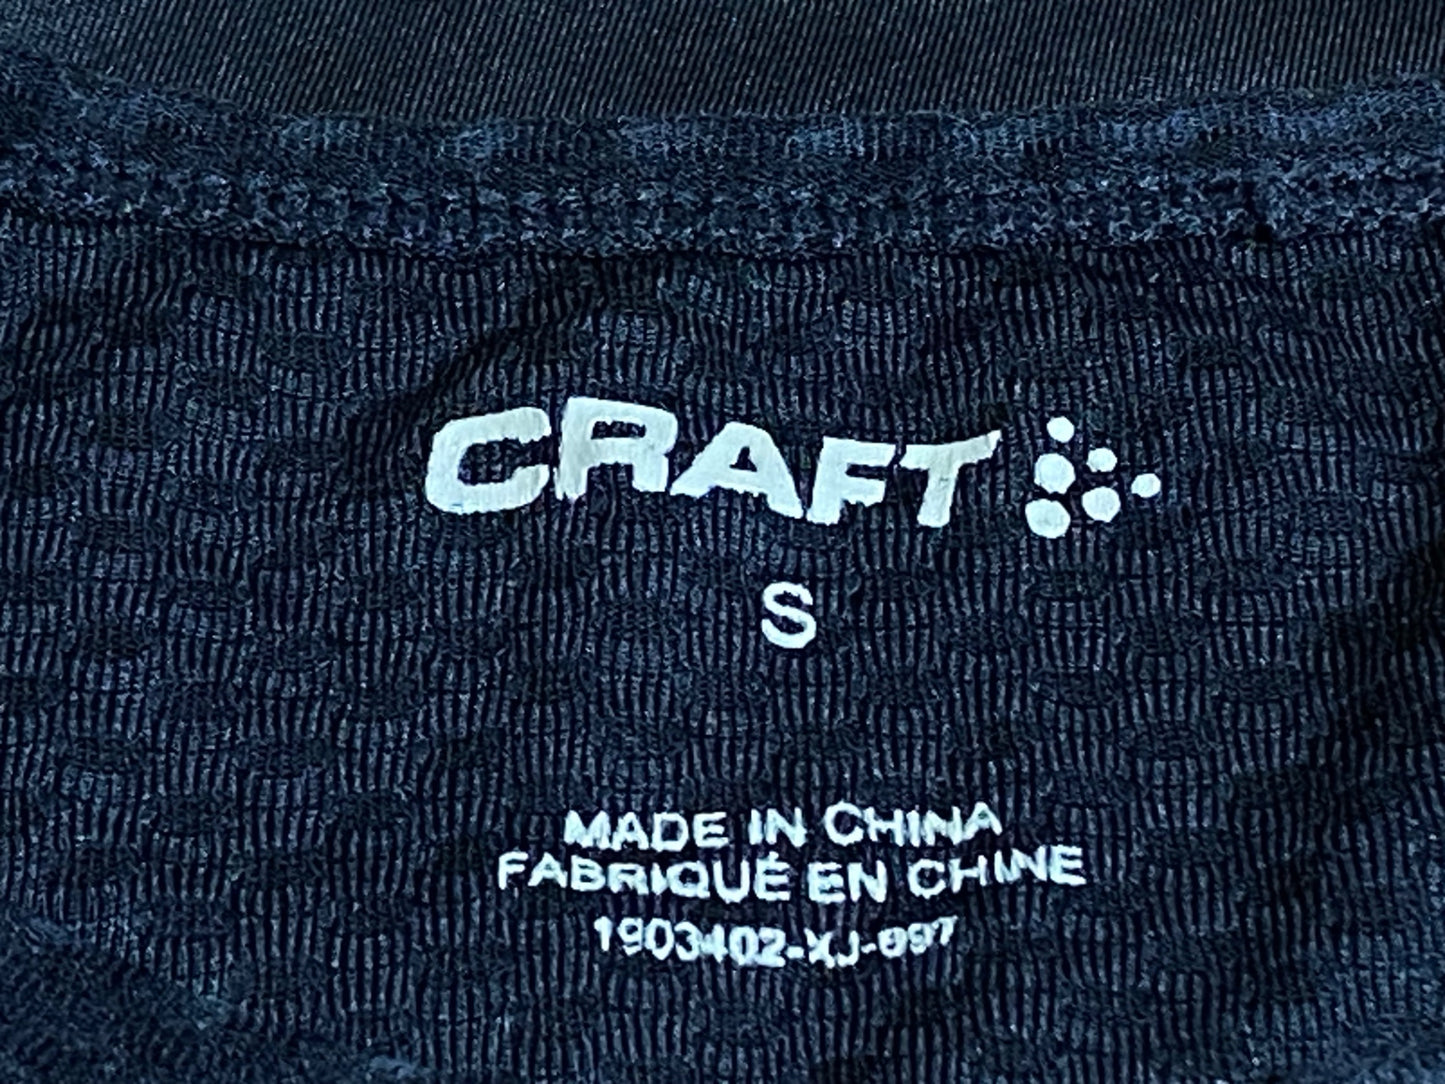 CRAFT
S
MADE IN CHINA
FABRIQUÉ EN CHINE
1903402-XJ-097